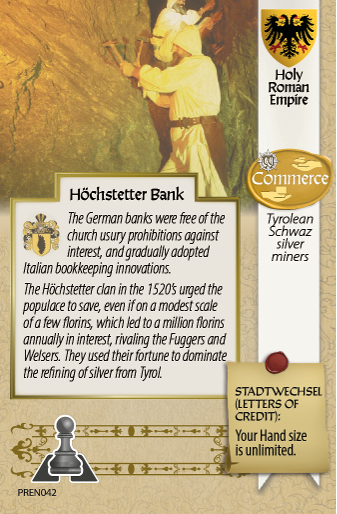 Holy
Roman
Empire
Commerce
Tyrolean
Schwaz
silver
miners
Höchstetter Bank
The German banks were free of the
church usury prohibitions against
interest, and gradually adopted
Italian bookkeeping innovations.
The Höchstetter clan in the 1520's urged the
populace to save, even if on a modest scale
of a few florins, which led to a million florins
annually in interest, rivaling the Fuggers and
Welsers. They used their fortune to dominate
the refining of silver from Tyrol.
STADTWECHSEL
(LETTERS OF
CREDIT):
Your Hand size
is unlimited.
PREN042